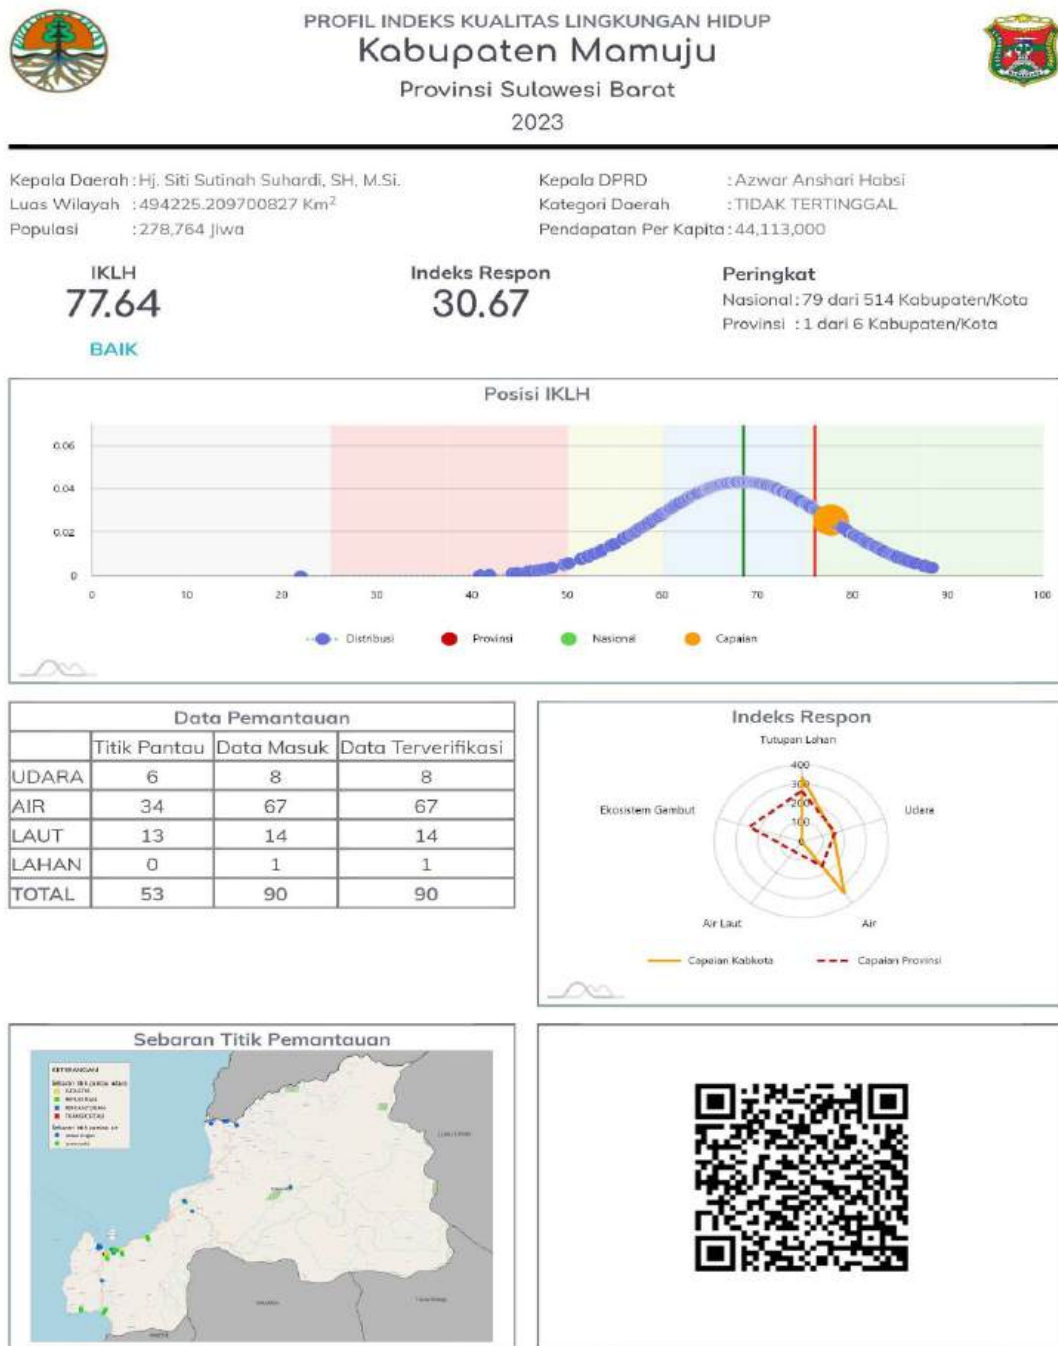 PROFIL INDEKS KUALITAS LINGKUNGAN HIDUP
Kabupaten Mamuju
Provinsi Sulawesi Barat
2023
Kepala Daerah : Hj. Siti Sutinah Suhardi, SH, M.Si.
Luas Wilayah : 494225.209700827 Km²
Populasi : 278,764 Jiwa
Kepala DPRD : Azwar Anshari Habsi
Kategori Daerah : TIDAK TERTINGGAL
Pendapatan Per Kapita : 44,113,000
IKLH
77.64
BAIK
Indeks Respon
30.67
Peringkat
Nasional : 79 dari 514 Kabupaten/Kota
Provinsi : 1 dari 6 Kabupaten/Kota
Posisi IKLH
0.06
0.04
0.02
0
0 10 20 30 40 50 60 70 80 90 100
Distribusi Provinsi Nasional Capaian
Data Pemantauan
Titik Pantau Data Masuk Data Terverifikasi
UDARA 6 8 8
AIR 34 67 67
LAUT 13 14 14
LAHAN 0 1 1
TOTAL 53 90 90
Indeks Respon
Tutupan Lahan
400
300
200
100
0
Ekosistem Gambut
Udara
Air Laut
Air
Capaian Kabkota Capaian Provinsi
Sebaran Titik Pemantauan
KETERANGAN